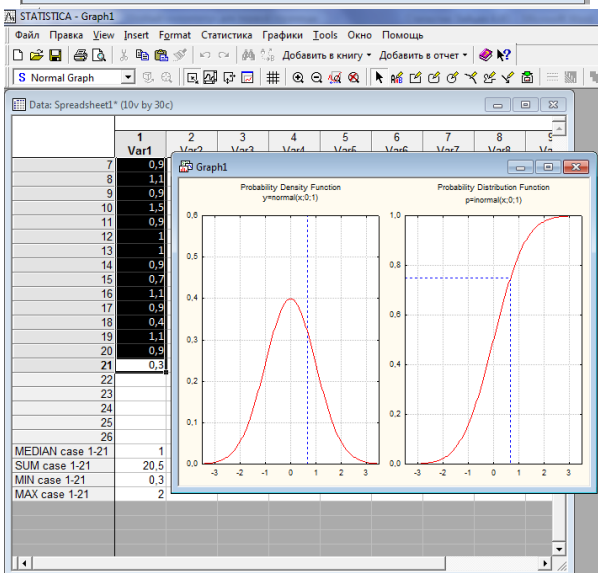 STATISTICA - Graph1
Файл Правка View Insert Format Статистика Графики Tools Окно Помощь
Добавить в книгу Добавить в отчет
S Normal Graph
Data: Spreadsheet1* (10v by 30c)
1 2 3 4 5 6 7 8 9
Var1 Var2 Var3 Var4 Var5 Var6 Var7 Var8
7 0,9
8 1,1
9 0,9
10 1,5
11 0,9
12 1
13 1
14 0,9
15 0,7
16 1,1
17 0,9
18 0,4
19 1,1
20 0,9
21 0,3
22
23
24
25
26
MEDIAN case 1-21 1
SUM case 1-21 20,5
MIN case 1-21 0,3
MAX case 1-21 2
Graph1
Probability Density Function
y=normal(x;0;1)
0,6
0,5
0,4
0,3
0,2
0,1
0,0
-3 -2 -1 0 1 2 3
Probability Distribution Function
p=inormal(x;0;1)
1,0
0,8
0,6
0,4
0,2
0,0
-3 -2 -1 0 1 2 3